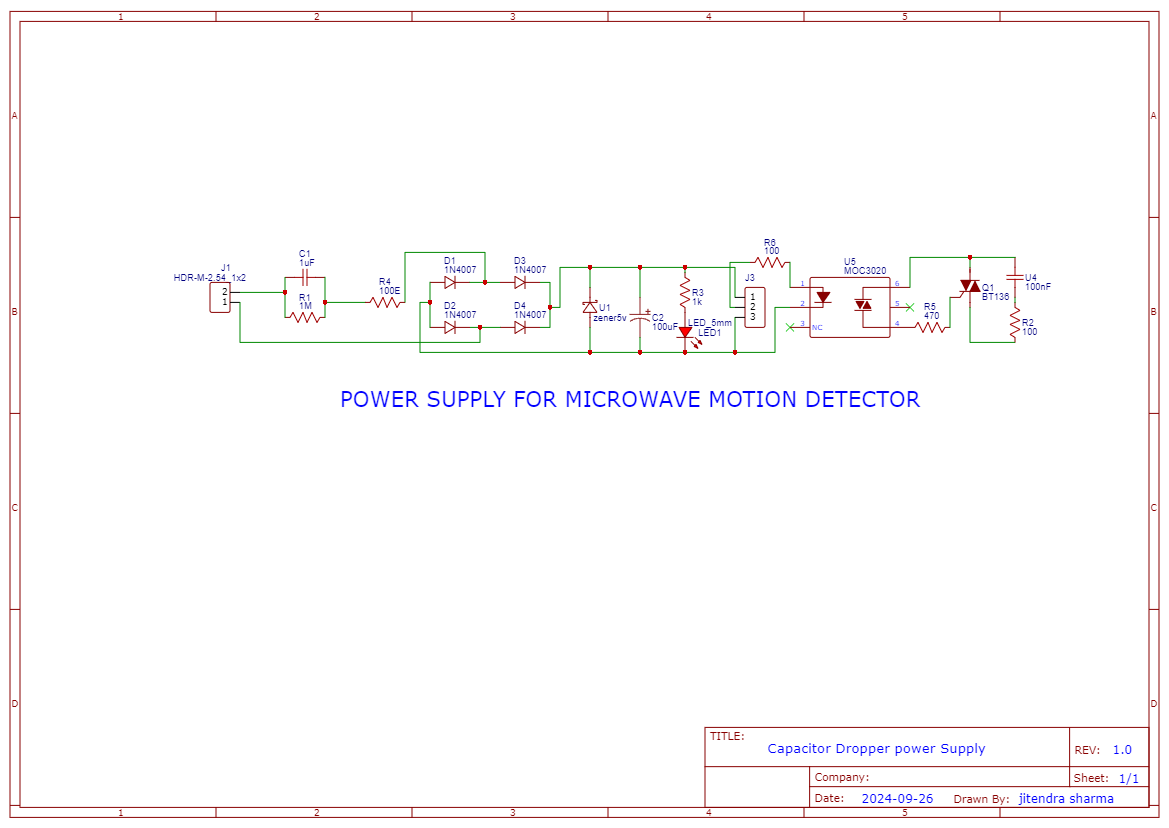 1 2 3 4 5
A A
J1
HDR-M-2.54_1x2
2
1
C1
1uF
R1
1M
R4
100E
D1
1N4007
D3
1N4007
D2
1N4007
D4
1N4007
U1
zener5v
C2
100uF
+
R3
1k
LED_5mm
LED1
J3
1
2
3
R6
100
U5
MOC3020
1
2
3
NC
6
5
4
R5
470
Q1
BT136
U4
100nF
R2
100
B B
POWER SUPPLY FOR MICROWAVE MOTION DETECTOR
C C
D D
TITLE:
Capacitor Dropper power Supply
REV: 1.0
Company:
Sheet: 1/1
Date: 2024-09-26 Drawn By: jitendra sharma
1 2 3 4 5